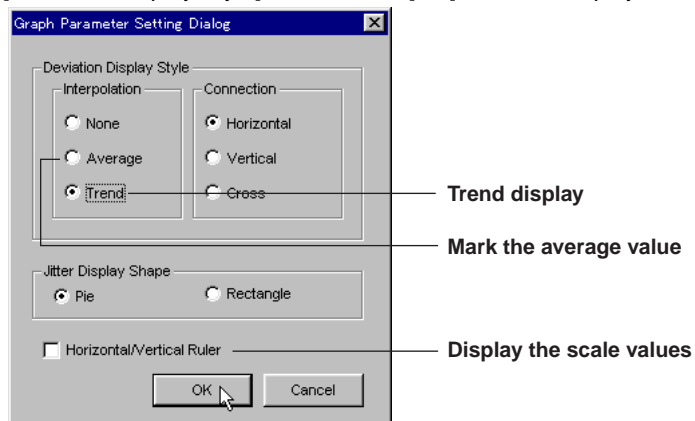 Graph Parameter Setting Dialog
Deviation Display Style
Interpolation
Connection
None
Horizontal
Average
Vertical
Trend
Cross
Trend display
Mark the average value
Jitter Display Shape
Pie
Rectangle
Horizontal/Vertical Ruler
Display the scale values
OK
Cancel